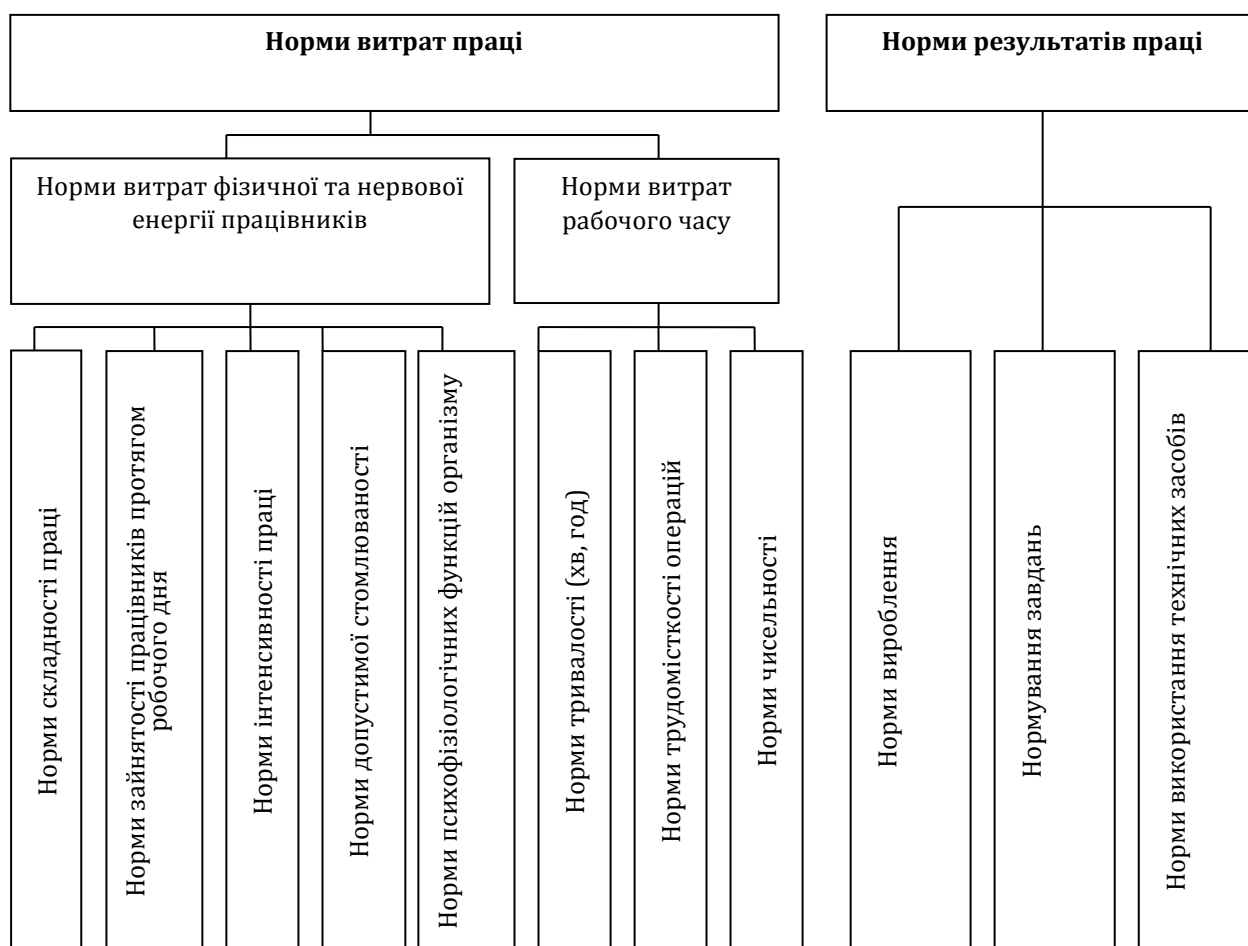 Норми витрат праці
Норми результатів праці
Норми витрат фізичної та нервової
енергії працівників
Норми витрат
рабочого часу
Норми складності праці
Норми зайнятості працівників протягом
робочого дня
Норми інтенсивності праці
Норми допустимої стомлюваності
Норми психофізіологічних функцій організму
Норми тривалості (хв, год)
Норми трудомісткості операцій
Норми чисельності
Норми вироблення
Нормування завдань
Норми використання технічних засобів